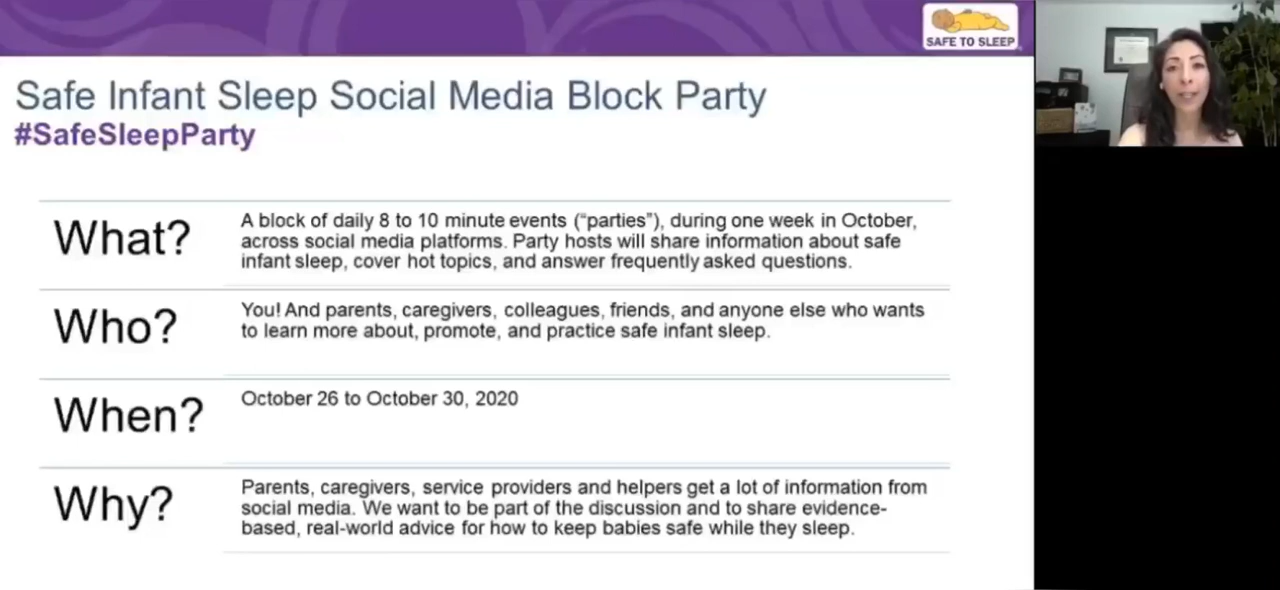 SAFE TO SLEEP
Safe Infant Sleep Social Media Block Party
#SafeSleepParty
What?
A block of daily 8 to 10 minute events (“parties”), during one week in October,
across social media platforms. Party hosts will share information about safe
infant sleep, cover hot topics, and answer frequently asked questions.
Who?
You! And parents, caregivers, colleagues, friends, and anyone else who wants
to learn more about, promote, and practice safe infant sleep.
When?
October 26 to October 30, 2020
Why?
Parents, caregivers, service providers and helpers get a lot of information from
social media. We want to be part of the discussion and to share evidence-
based, real-world advice for how to keep babies safe while they sleep.